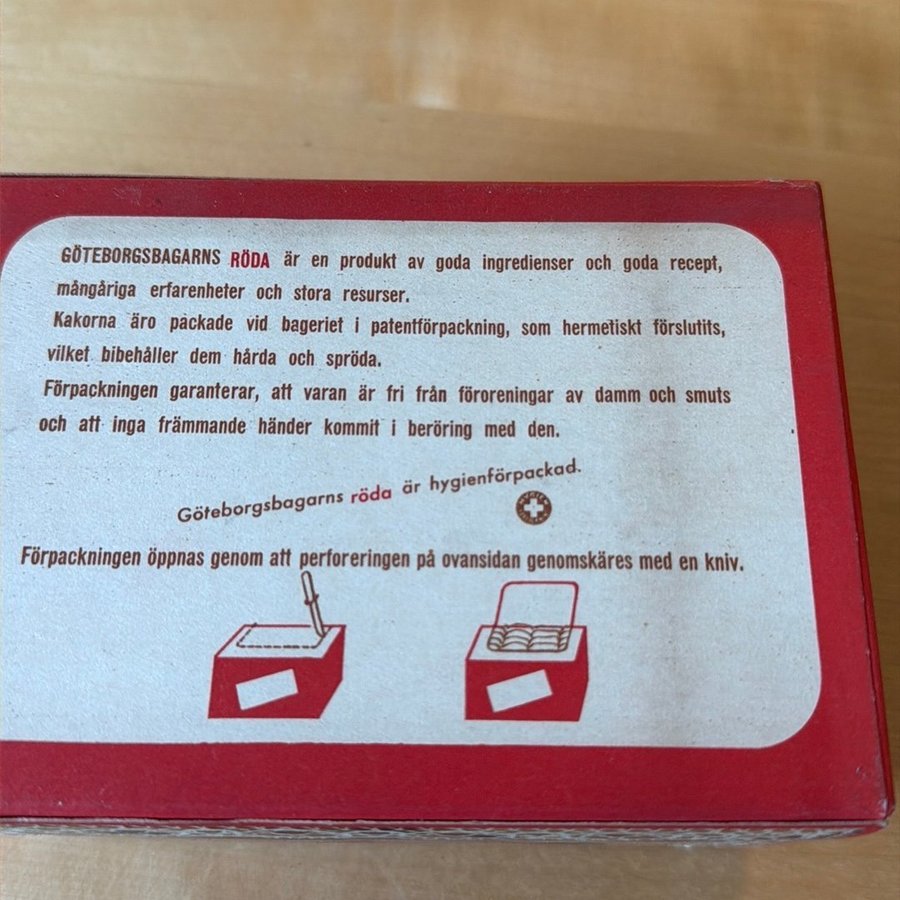 GÖTEBORGSBAGARNS RÖDA är en produkt av goda ingredienser och goda recept,
mångåriga erfarenheter och stora resurser.
Kakorna äro packade vid bageriet i patentförpackning, som hermetiskt förslutits,
vilket bibehåller dem hårda och spröda.
Förpackningen garanterar, att varan är fri från föroreningar av damm och smuts
och att inga främmande händer kommit i beröring med den.
Göteborgsbagarns röda är hygienförpackad.
Förpackningen öppnas genom att perforeringen på ovansidan genomskäres med en kniv.